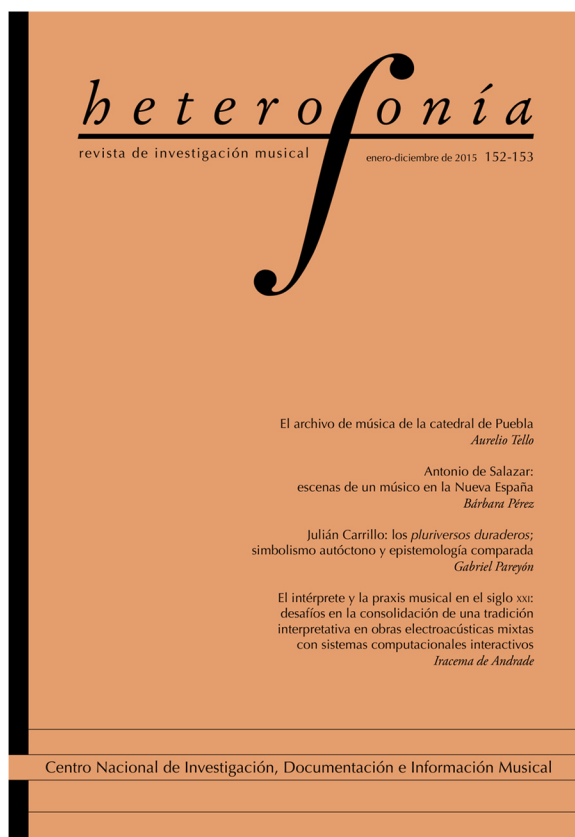 heterofonía
revista de investigación musical
enero-diciembre de 2015 152-153
El archivo de música de la catedral de Puebla
Aurelio Tello
Antonio de Salazar:
escenas de un músico en la Nueva España
Bárbara Pérez
Julián Carrillo: los pluriversos duraderos;
simbolismo autóctono y epistemología comparada
Gabriel Pareyón
El intérprete y la praxis musical en el siglo XXI:
desafíos en la consolidación de una tradición
interpretativa en obras electroacústicas mixtas
con sistemas computacionales interactivos
Iracema de Andrade
Centro Nacional de Investigación, Documentación e Información Musical